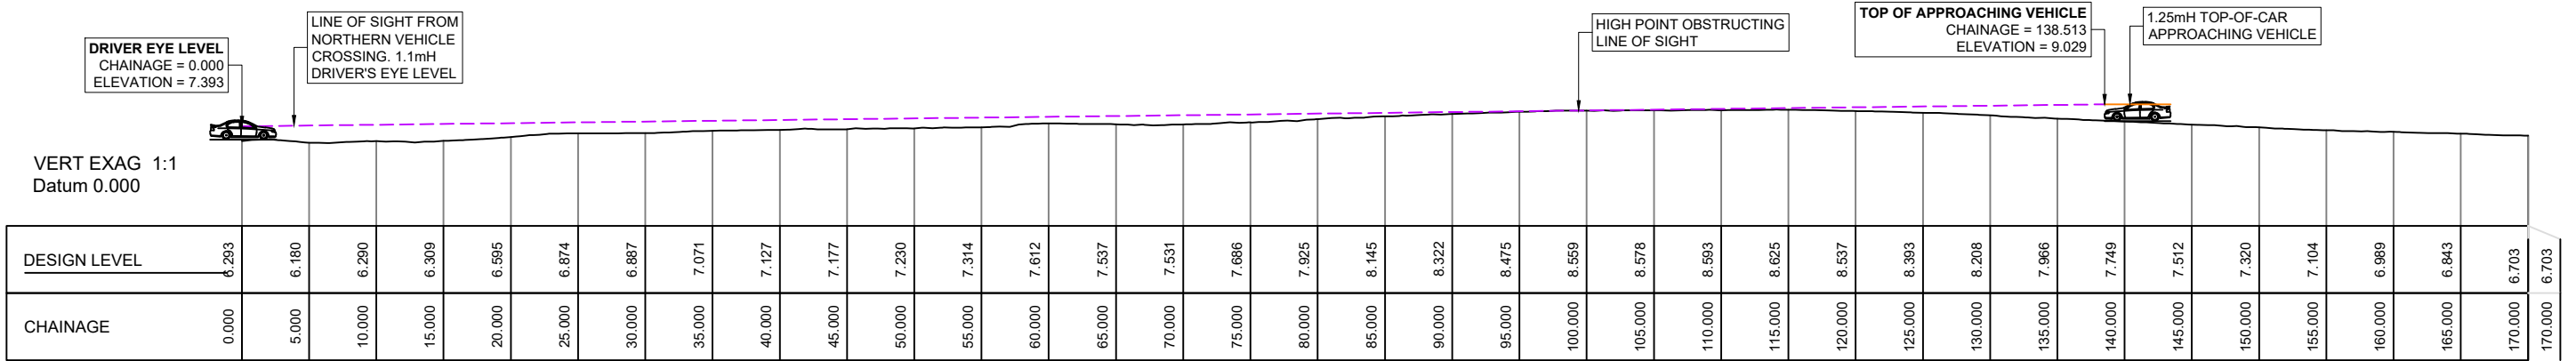 LINE OF SIGHT FROM
NORTHERN VEHICLE
CROSSING. 1.1mH
DRIVER'S EYE LEVEL
DRIVER EYE LEVEL
CHAINAGE = 0.000
ELEVATION = 7.393
HIGH POINT OBSTRUCTING
LINE OF SIGHT
TOP OF APPROACHING VEHICLE
CHAINAGE = 138.513
ELEVATION = 9.029
1.25mH TOP-OF-CAR
APPROACHING VEHICLE
VERT EXAG 1:1
Datum 0.000
DESIGN LEVEL 6.293 6.180 6.290 6.309 6.595 6.874 6.887 7.071 7.127 7.177 7.230 7.314 7.612 7.537 7.531 7.686 7.925 8.145 8.322 8.475 8.559 8.578 8.593 8.625 8.537 8.393 8.208 7.966 7.749 7.512 7.320 7.104 6.989 6.843 6.703 6.703
CHAINAGE 0.000 5.000 10.000 15.000 20.000 25.000 30.000 35.000 40.000 45.000 50.000 55.000 60.000 65.000 70.000 75.000 80.000 85.000 90.000 95.000 100.000 105.000 110.000 115.000 120.000 125.000 130.000 135.000 140.000 145.000 150.000 155.000 160.000 165.000 170.000 170.000